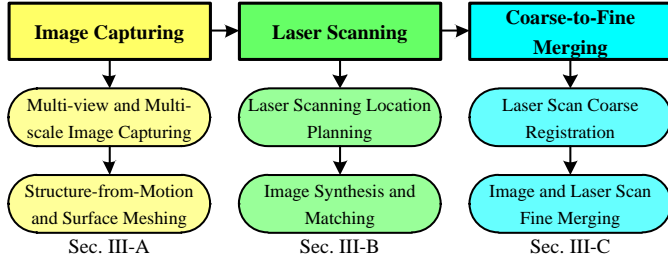 Image Capturing
Laser Scanning
Coarse-to-Fine
Merging
Multi-view and Multi-
scale Image Capturing
Laser Scanning Location
Planning
Laser Scan Coarse
Registration
Structure-from-Motion
and Surface Meshing
Image Synthesis and
Matching
Image and Laser Scan
Fine Merging
Sec. III-A
Sec. III-B
Sec. III-C